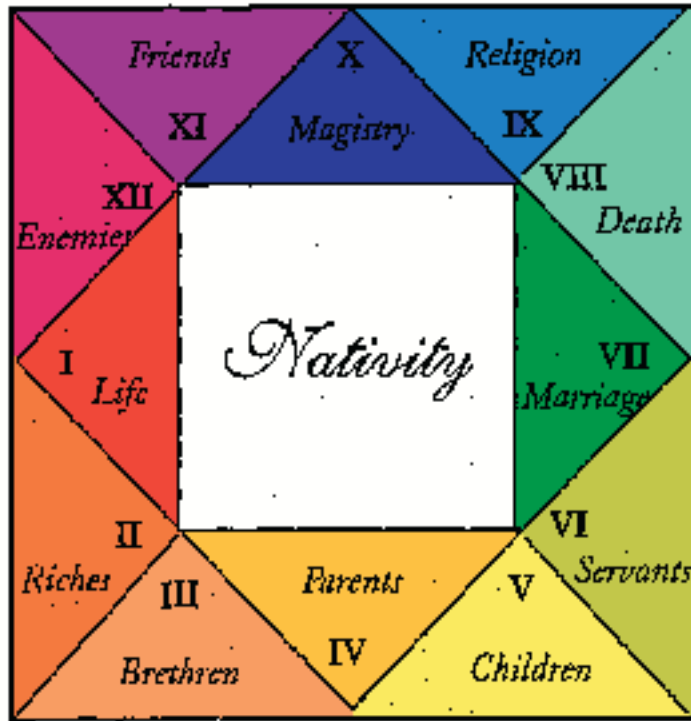 Friends
X
Religion
XI
Magistry
IX
XII
VIII
Enemies
Death
Nativity
I
VII
Life
Marriage
II
VI
Riches
III
Parents
V
Servants
Brethren
IV
Children